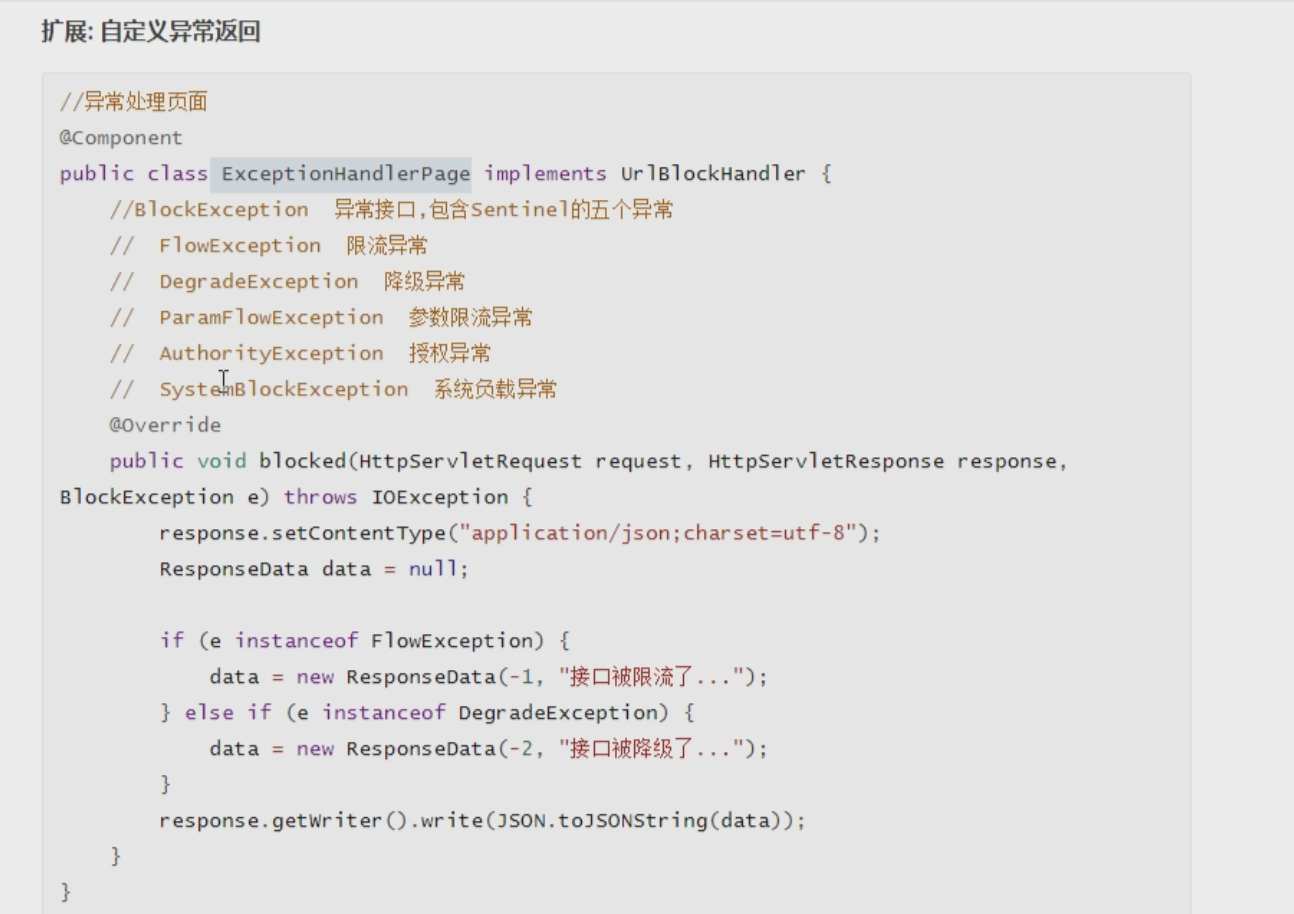 扩展: 自定义异常返回
//异常处理页面
@Component
public class ExceptionHandlerPage implements UrlBlockHandler {
//BlockException 异常接口,包含Sentinel的五个异常
// FlowException 限流异常
// DegradeException 降级异常
// ParamFlowException 参数限流异常
// AuthorityException 授权异常
// SystemBlockException 系统负载异常
@Override
public void blocked(HttpServletRequest request, HttpServletResponse response,
BlockException e) throws IOException {
response.setContentType("application/json;charset=utf-8");
ResponseData data = null;
if (e instanceof FlowException) {
data = new ResponseData(-1, "接口被限流了...");
} else if (e instanceof DegradeException) {
data = new ResponseData(-2, "接口被降级了...");
}
response.getWriter().write(JSON.toJSONString(data));
}
}